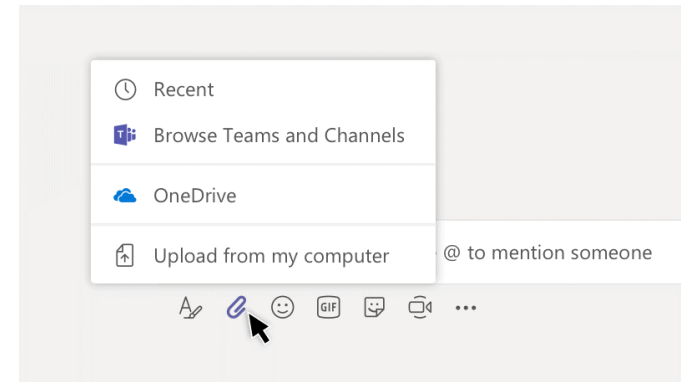 Recent
Browse Teams and Channels
OneDrive
Upload from my computer
@ to mention someone
GIF